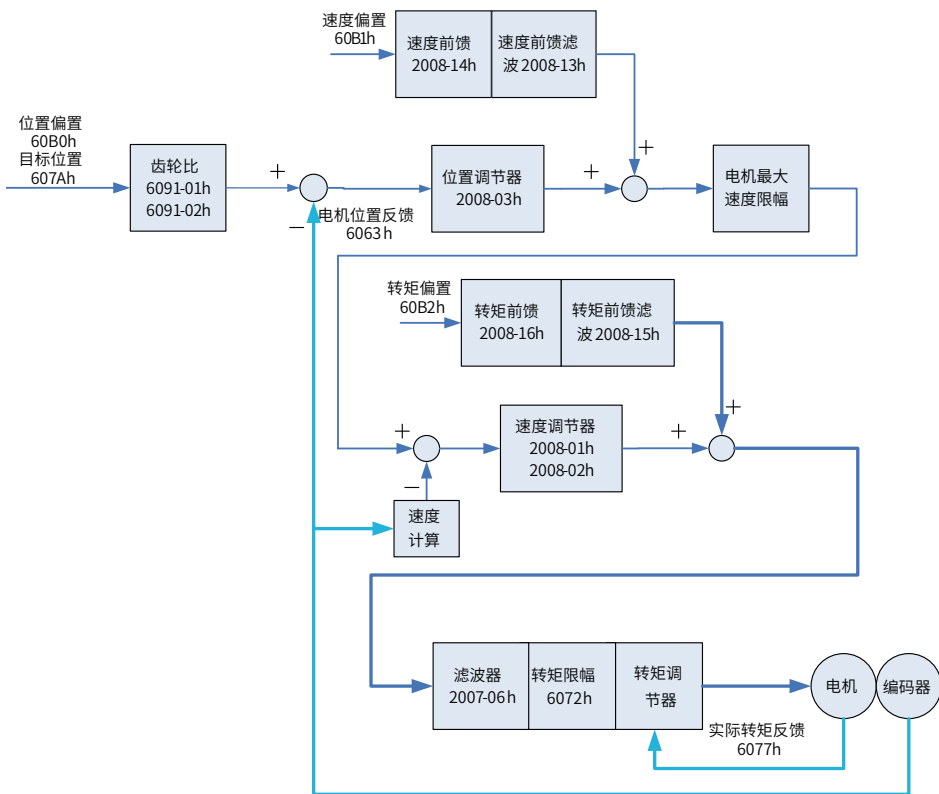 速度偏置
60B1h
速度前馈
2008-14h
速度前馈滤
波 2008-13h
位置偏置
60B0h
目标位置
607Ah
齿轮比
6091-01h
6091-02h
+
−
电机位置反馈
6063 h
位置调节器
2008-03h
+
+
电机最大
速度限幅
转矩偏置
60B2h
转矩前馈
2008-16h
转矩前馈滤
波 2008-15h
+
−
速度调节器
2008-01h
2008-02h
+
+
速度
计算
滤波器
2007-06 h
转矩限幅
6072 h
转矩调
节器
电机
编码器
实际转矩反馈
6077h